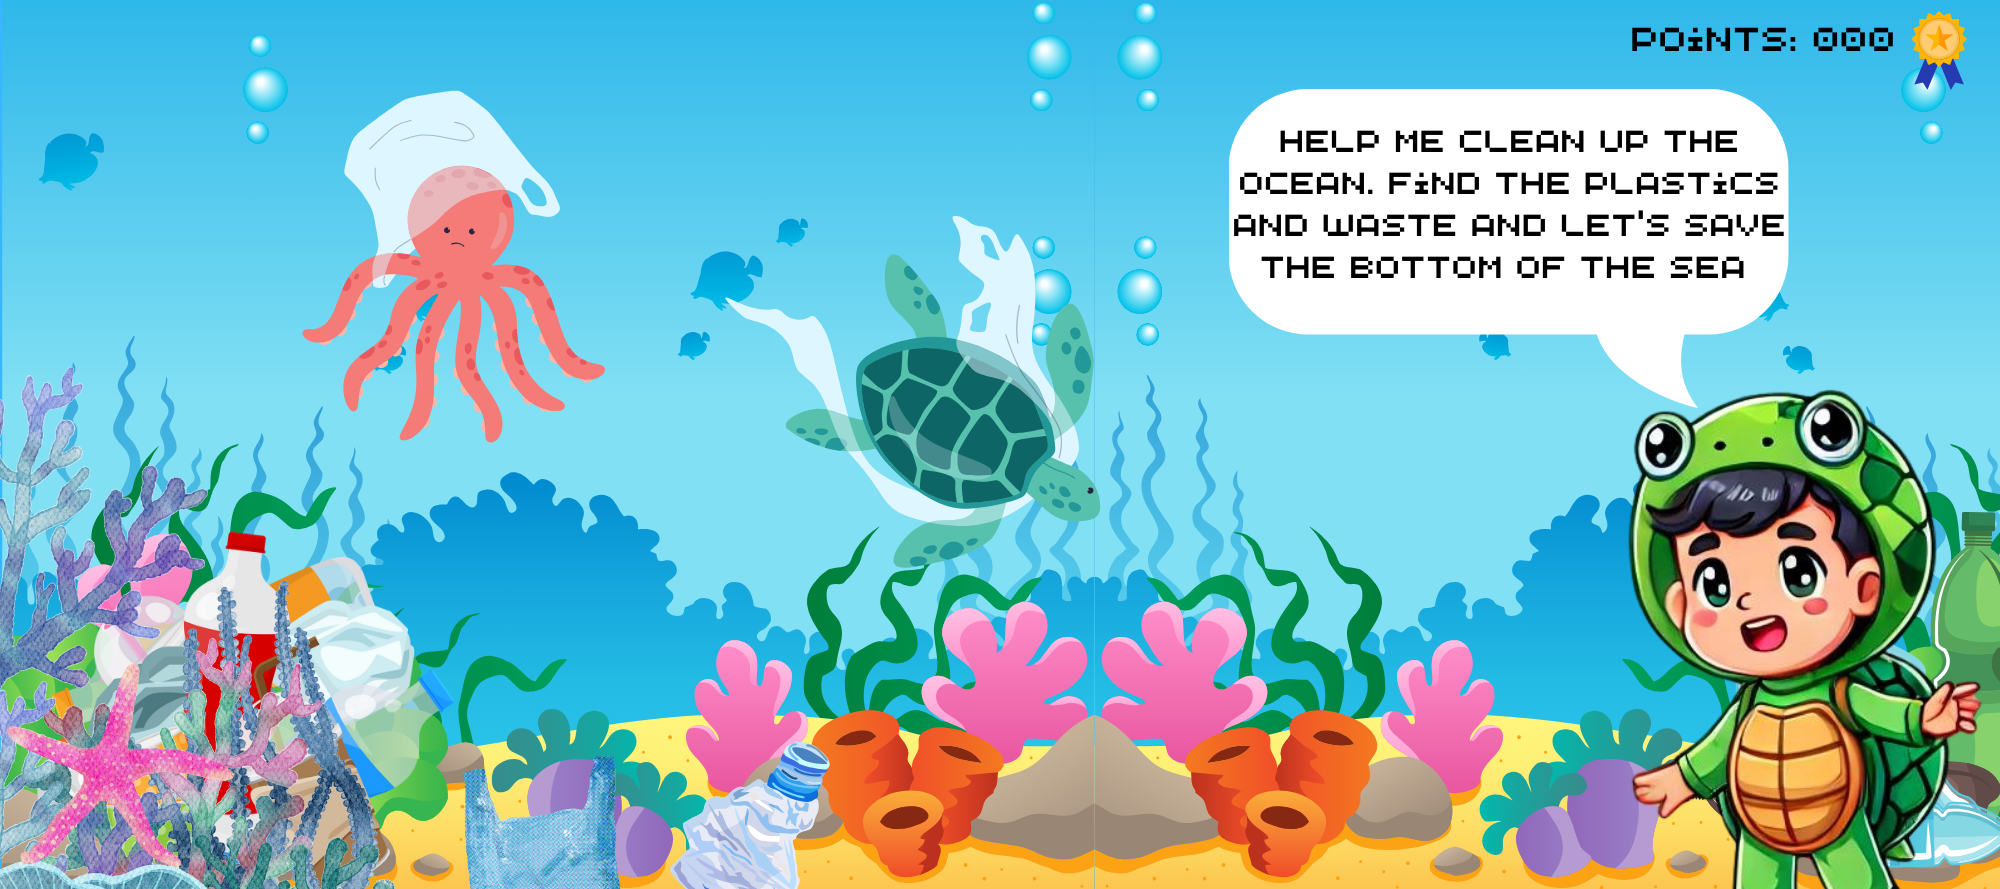 POiNTS: 000
HELP ME CLEAN UP THE
OCEAN. FiND THE PLASTiCS
AND WASTE AND LET'S SAVE
THE BOTTOM OF THE SEA